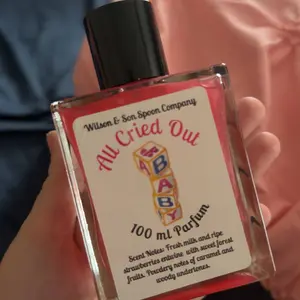 Wilson & Son Spoon Company
All Cried Out
BABY
100 ml Parfum
Scent Notes: Fresh milk and ripe
strawberries entwine with sweet forest
fruits. Powdery notes of caramel and
woody undertones.